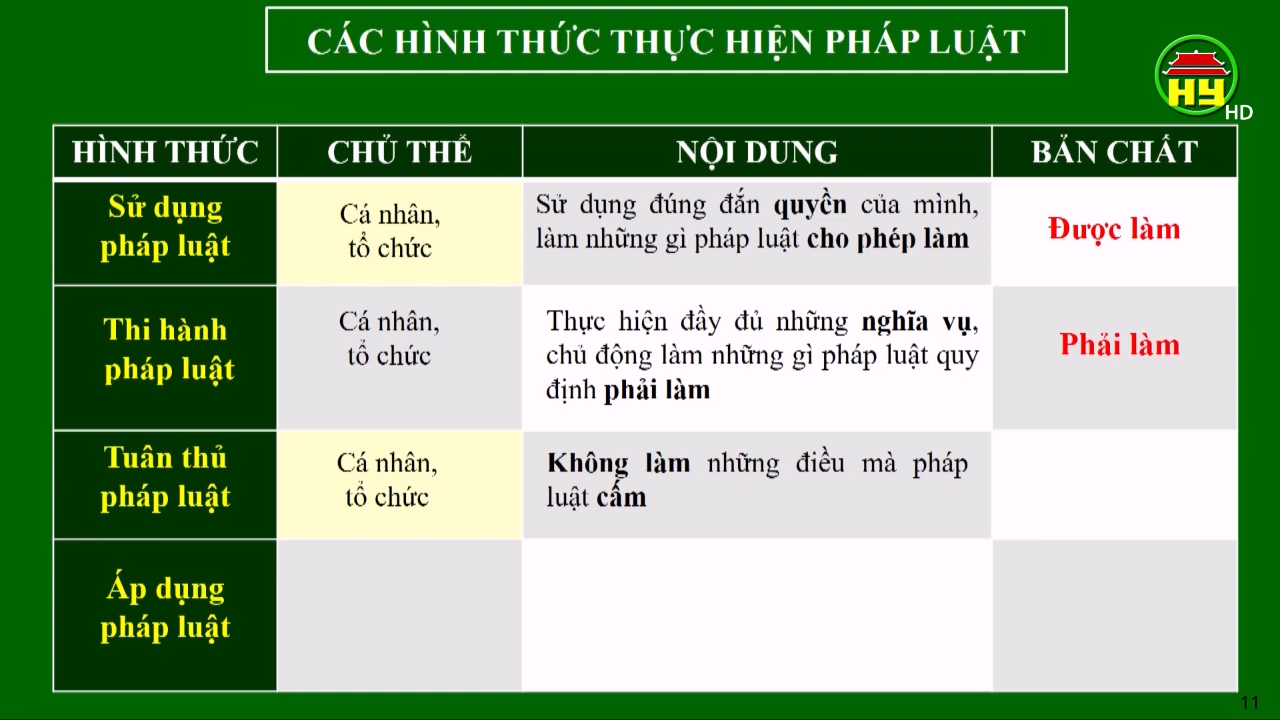 CÁC HÌNH THỨC THỰC HIỆN PHÁP LUẬT
HY
HD
HÌNH THỨC
CHỦ THỂ
NỘI DUNG
BẢN CHẤT
Sử dụng
pháp luật
Cá nhân,
tổ chức
Sử dụng đúng đắn quyền của mình,
làm những gì pháp luật cho phép làm
Được làm
Thi hành
pháp luật
Cá nhân,
tổ chức
Thực hiện đầy đủ những nghĩa vụ,
chủ động làm những gì pháp luật quy
định phải làm
Phải làm
Tuân thủ
pháp luật
Cá nhân,
tổ chức
Không làm những điều mà pháp
luật cấm
Áp dụng
pháp luật
11